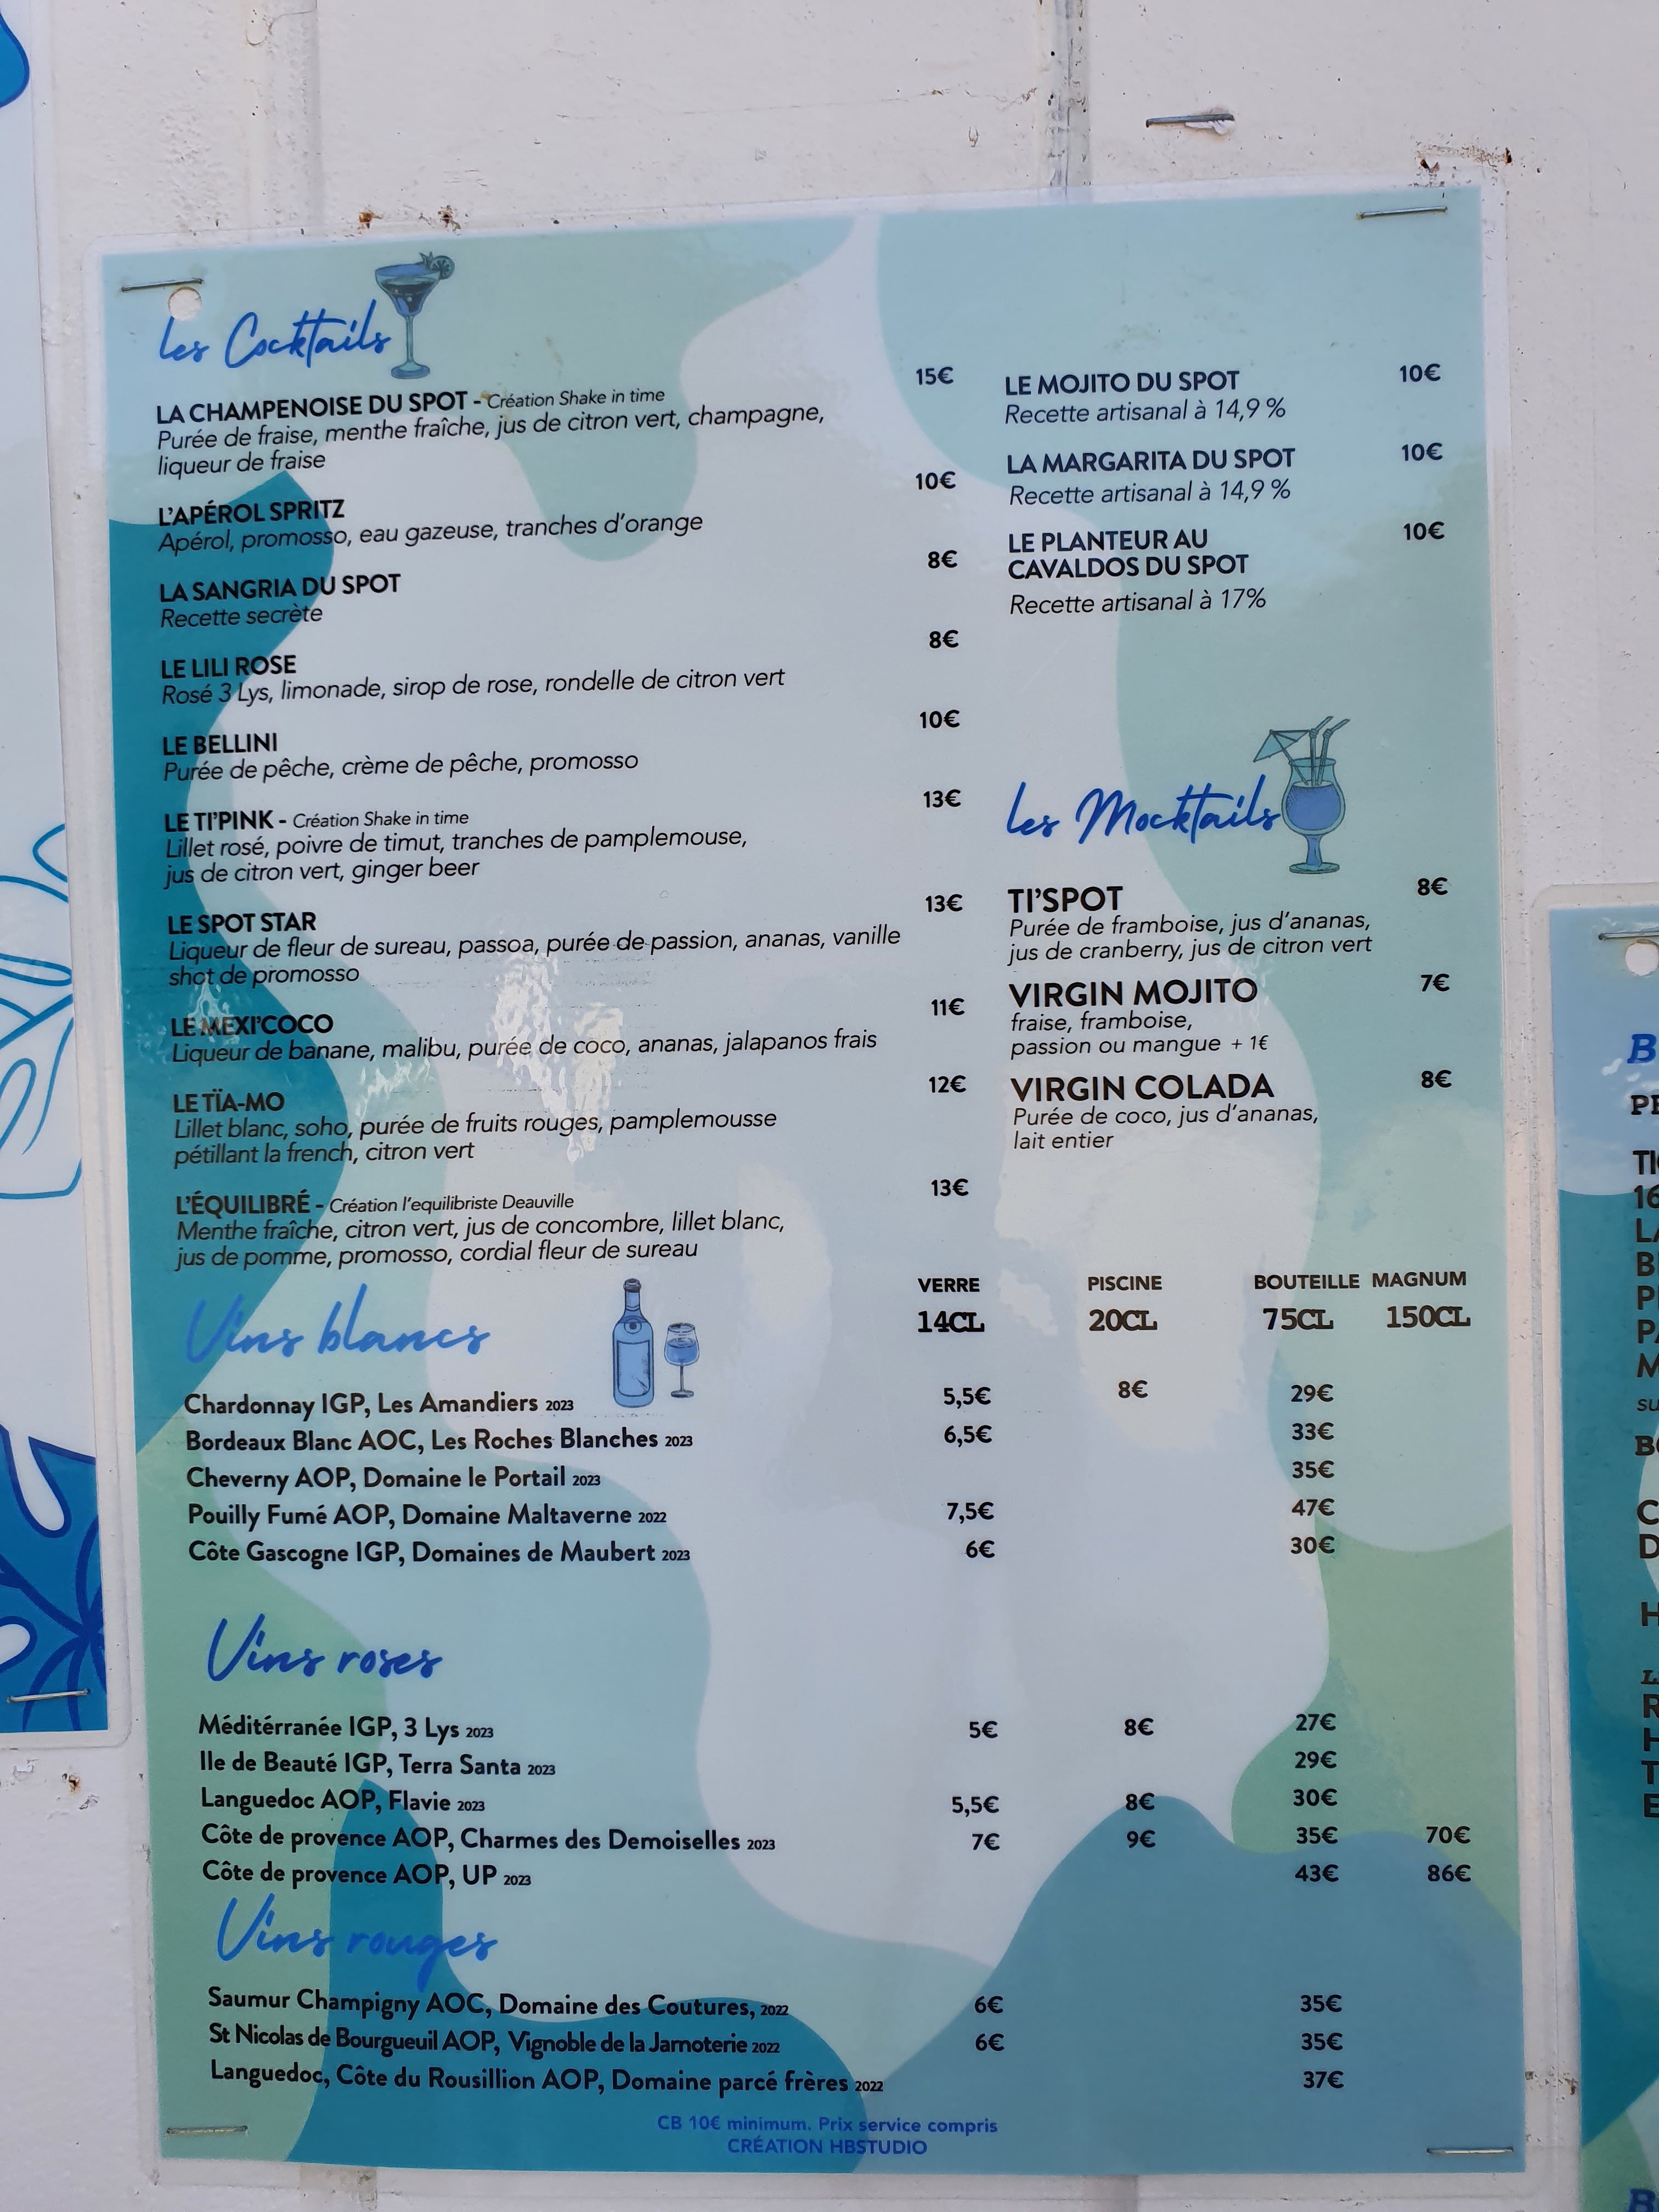 Les Cocktails
LA CHAMPENOISE DU SPOT - Création Shake in time 15€
Purée de fraise, menthe fraîche, jus de citron vert, champagne,
liqueur de fraise
L'APÉROL SPRITZ 10€
Apérol, promosso, eau gazeuse, tranches d'orange
LA SANGRIA DU SPOT 8€
Recette secrète
LE LILI ROSE 8€
Rosé 3 Lys, limonade, sirop de rose, rondelle de citron vert
LE BELLINI 10€
Purée de pêche, crème de pêche, promosso
LE TI'PINK - Création Shake in time 13€
Lillet rosé, poivre de timut, tranches de pamplemouse,
jus de citron vert, ginger beer
LE SPOT STAR 13€
Liqueur de fleur de sureau, passoa, purée de passion, ananas, vanille
shot de promosso
LE MEXI'COCO 11€
Liqueur de banane, malibu, purée de coco, ananas, jalapanos frais
LE TÏA-MO 12€
Lillet blanc, soho, purée de fruits rouges, pamplemousse
pétillant la french, citron vert
L'ÉQUILIBRÉ - Création l'equilibriste Deauville 13€
Menthe fraîche, citron vert, jus de concombre, lillet blanc,
jus de pomme, promosso, cordial fleur de sureau
LE MOJITO DU SPOT 10€
Recette artisanal à 14,9 %
LA MARGARITA DU SPOT 10€
Recette artisanal à 14,9 %
LE PLANTEUR AU 10€
CAVALDOS DU SPOT
Recette artisanal à 17%
Les Mocktails
TI'SPOT 8€
Purée de framboise, jus d'ananas,
jus de cranberry, jus de citron vert
VIRGIN MOJITO 7€
fraise, framboise,
passion ou mangue + 1€
VIRGIN COLADA 8€
Purée de coco, jus d'ananas,
lait entier
VERRE PISCINE BOUTEILLE MAGNUM
Vins blancs 14CL 20CL 75CL 150CL
Chardonnay IGP, Les Amandiers 2023 5,5€ 8€ 29€
Bordeaux Blanc AOC, Les Roches Blanches 2023 6,5€ 33€
Cheverny AOP, Domaine le Portail 2023 35€
Pouilly Fumé AOP, Domaine Maltaverne 2022 7,5€ 47€
Côte Gascogne IGP, Domaines de Maubert 2023 6€ 30€
Vins roses
Méditérranée IGP, 3 Lys 2023 5€ 8€ 27€
Ile de Beauté IGP, Terra Santa 2023 29€
Languedoc AOP, Flavie 2023 5,5€ 8€ 30€
Côte de provence AOP, Charmes des Demoiselles 2023 7€ 9€ 35€ 70€
Côte de provence AOP, UP 2023 43€ 86€
Vins rouges
Saumur Champigny AOC, Domaine des Coutures, 2022 6€ 35€
St Nicolas de Bourgueuil AOP, Vignoble de la Jarnoterie 2022 6€ 35€
Languedoc, Côte du Rousillion AOP, Domaine parcé frères 2022 37€
CB 10€ minimum. Prix service compris
CRÉATION HBSTUDIO